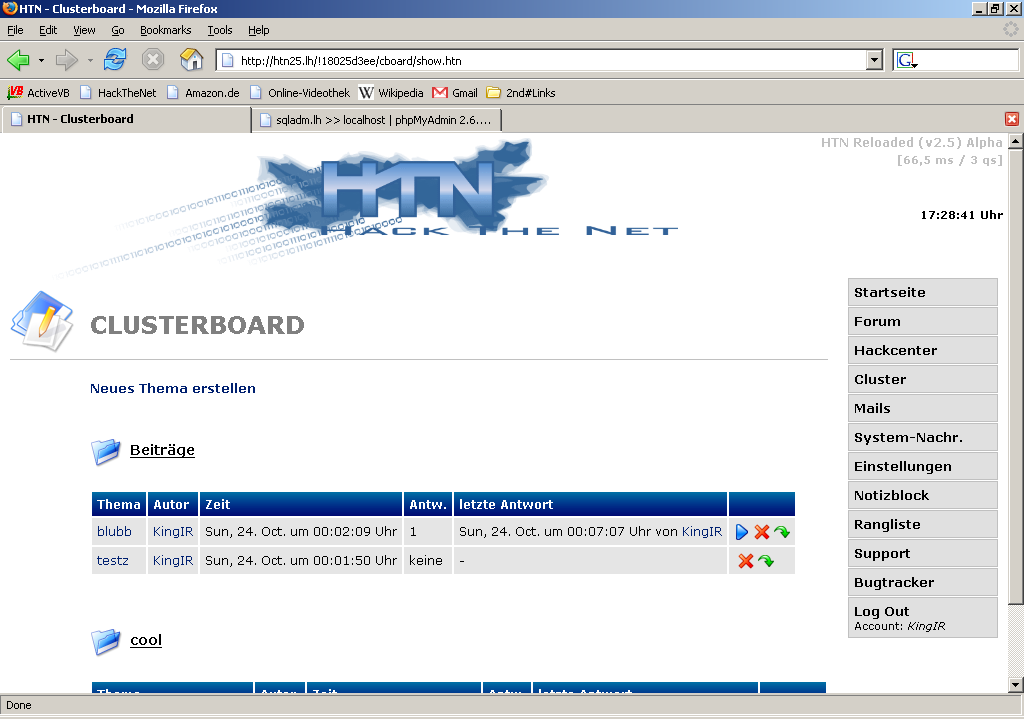 HTN - Clusterboard - Mozilla Firefox
File Edit View Go Bookmarks Tools Help
http://htn25.lh/!18025d3ee/cboard/show.htn
G
ActiveVB HackTheNet Amazon.de Online-Videothek Wikipedia Gmail 2nd#Links
HTN - Clusterboard sqladm.lh >> localhost | phpMyAdmin 2.6....
HTN Reloaded (v2.5) Alpha
[66,5 ms / 3 qs]
HTN
HACK THE NET
17:28:41 Uhr
CLUSTERBOARD
Neues Thema erstellen
Beiträge
Thema Autor Zeit Antw. letzte Antwort
blubb KingIR Sun, 24. Oct. um 00:02:09 Uhr 1 Sun, 24. Oct. um 00:07:07 Uhr von KingIR
testz KingIR Sun, 24. Oct. um 00:01:50 Uhr keine -
cool
Thema Autor Zeit Antw. letzte Antwort
Startseite
Forum
Hackcenter
Cluster
Mails
System-Nachr.
Einstellungen
Notizblock
Rangliste
Support
Bugtracker
Log Out
Account: KingIR
Done